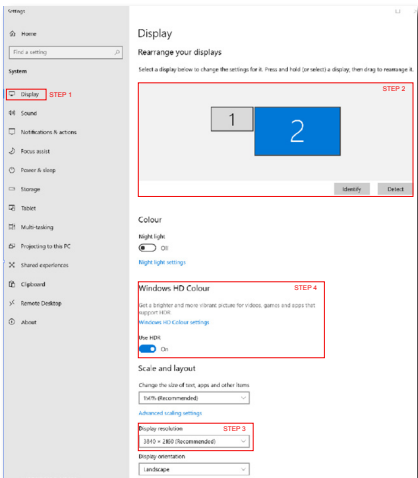 Settings
Home
Find a setting
System
Display STEP 1
Sound
Notifications & actions
Focus assist
Power & sleep
Storage
Tablet
Multi-tasking
Projecting to this PC
Shared experiences
Clipboard
Remote Desktop
About
Display
Rearrange your displays
Select a display below to change the settings for it. Press and hold (or select) a display, then drag to rearrange it.
STEP 2
1
2
Identify Detect
Colour
Night light
Off
Night light settings
Windows HD Colour STEP 4
Get a brighter and more vibrant picture for videos, games and apps that
support HDR.
Windows HD Colour settings
Use HDR
On
Scale and layout
Change the size of text, apps and other items
(Recommended)
Advanced scaling settings
Display resolution STEP 3
3840 × 2160 (Recommended)
Display orientation
Landscape